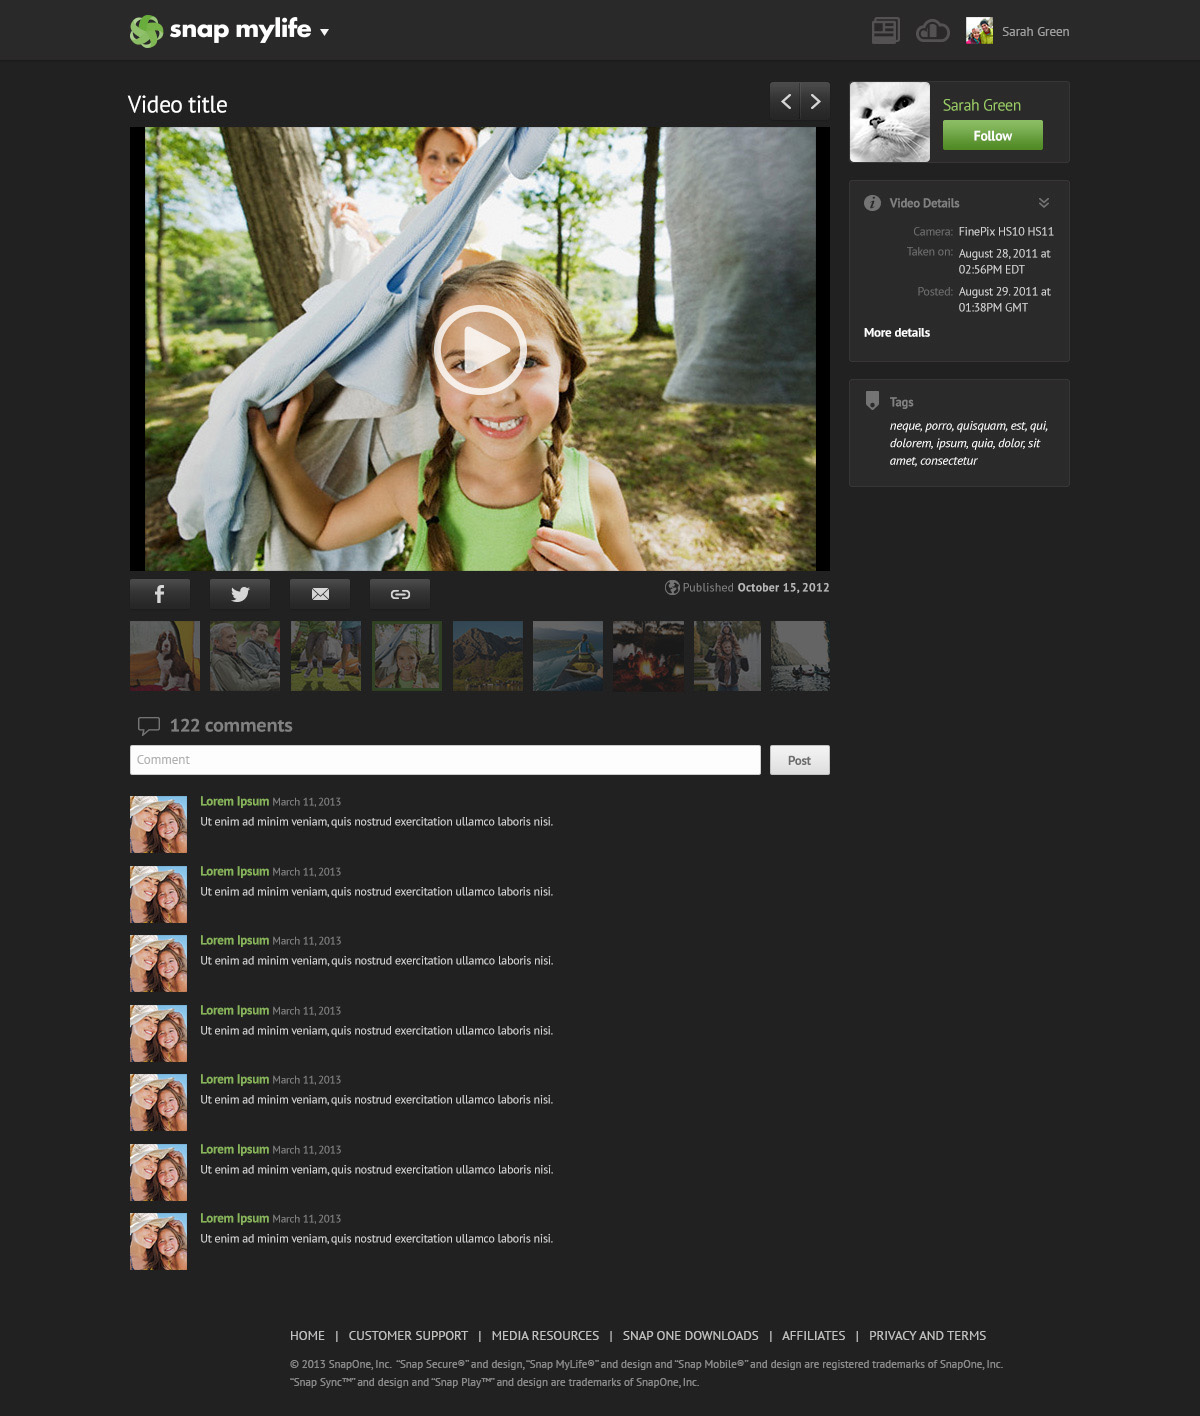 snap mylife
Sarah Green
Video title
Sarah Green
Follow
Video Details
Camera: FinePix HS10 HS11
Taken on: August 28, 2011 at
02:56PM EDT
Posted: August 29. 2011 at
01:38PM GMT
More details
Tags
neque, porro, quisquam, est, qui,
dolorem, ipsum, quia, dolor, sit
amet, consectetur
Published October 15, 2012
122 comments
Comment
Post
Lorem Ipsum March 11, 2013
Ut enim ad minim veniam, quis nostrud exercitation ullamco laboris nisi.
Lorem Ipsum March 11, 2013
Ut enim ad minim veniam, quis nostrud exercitation ullamco laboris nisi.
Lorem Ipsum March 11, 2013
Ut enim ad minim veniam, quis nostrud exercitation ullamco laboris nisi.
Lorem Ipsum March 11, 2013
Ut enim ad minim veniam, quis nostrud exercitation ullamco laboris nisi.
Lorem Ipsum March 11, 2013
Ut enim ad minim veniam, quis nostrud exercitation ullamco laboris nisi.
Lorem Ipsum March 11, 2013
Ut enim ad minim veniam, quis nostrud exercitation ullamco laboris nisi.
Lorem Ipsum March 11, 2013
Ut enim ad minim veniam, quis nostrud exercitation ullamco laboris nisi.
HOME | CUSTOMER SUPPORT | MEDIA RESOURCES | SNAP ONE DOWNLOADS | AFFILIATES | PRIVACY AND TERMS
© 2013 SnapOne, Inc. “Snap Secure®” and design, “Snap MyLife®” and design and “Snap Mobile®” and design are registered trademarks of SnapOne, Inc.
“Snap Sync™” and design and “Snap Play™” and design are trademarks of SnapOne, Inc.